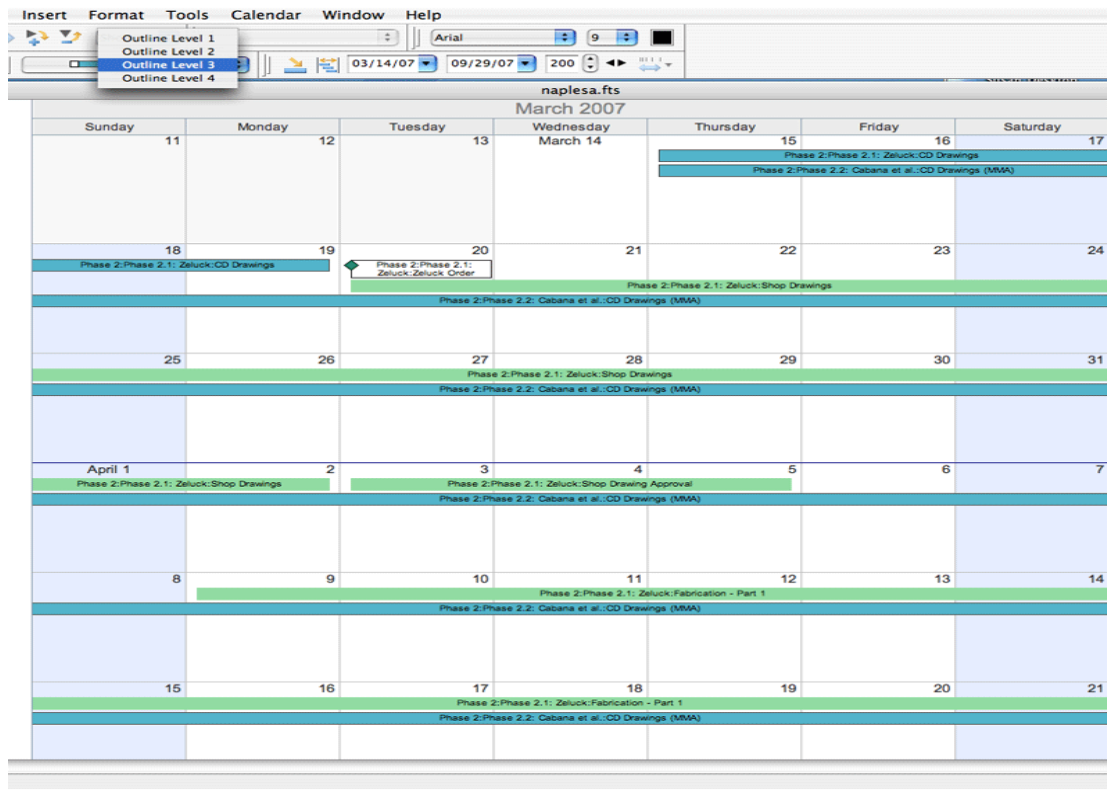 Insert Format Tools Calendar Window Help
Outline Level 1
Outline Level 2
Outline Level 3
Outline Level 4
Arial 9
03/14/07 09/29/07 200
naplesa.fts
March 2007
Sunday Monday Tuesday Wednesday Thursday Friday Saturday
11 12 13 March 14 15 16 17
Phase 2:Phase 2.1: Zeluck:CD Drawings
Phase 2:Phase 2.2: Cabana et al.:CD Drawings (MMA)
18 19 20 21 22 23 24
Phase 2:Phase 2.1: Zeluck:CD Drawings
Phase 2:Phase 2.1:
Zeluck:Zeluck Order
Phase 2:Phase 2.1: Zeluck:Shop Drawings
Phase 2:Phase 2.2: Cabana et al.:CD Drawings (MMA)
25 26 27 28 29 30 31
Phase 2:Phase 2.1: Zeluck:Shop Drawings
Phase 2:Phase 2.2: Cabana et al.:CD Drawings (MMA)
April 1 2 3 4 5 6 7
Phase 2:Phase 2.1: Zeluck:Shop Drawings Phase 2:Phase 2.1: Zeluck:Shop Drawing Approval
Phase 2:Phase 2.2: Cabana et al.:CD Drawings (MMA)
8 9 10 11 12 13 14
Phase 2:Phase 2.1: Zeluck:Fabrication - Part 1
Phase 2:Phase 2.2: Cabana et al.:CD Drawings (MMA)
15 16 17 18 19 20 21
Phase 2:Phase 2.1: Zeluck:Fabrication - Part 1
Phase 2:Phase 2.2: Cabana et al.:CD Drawings (MMA)